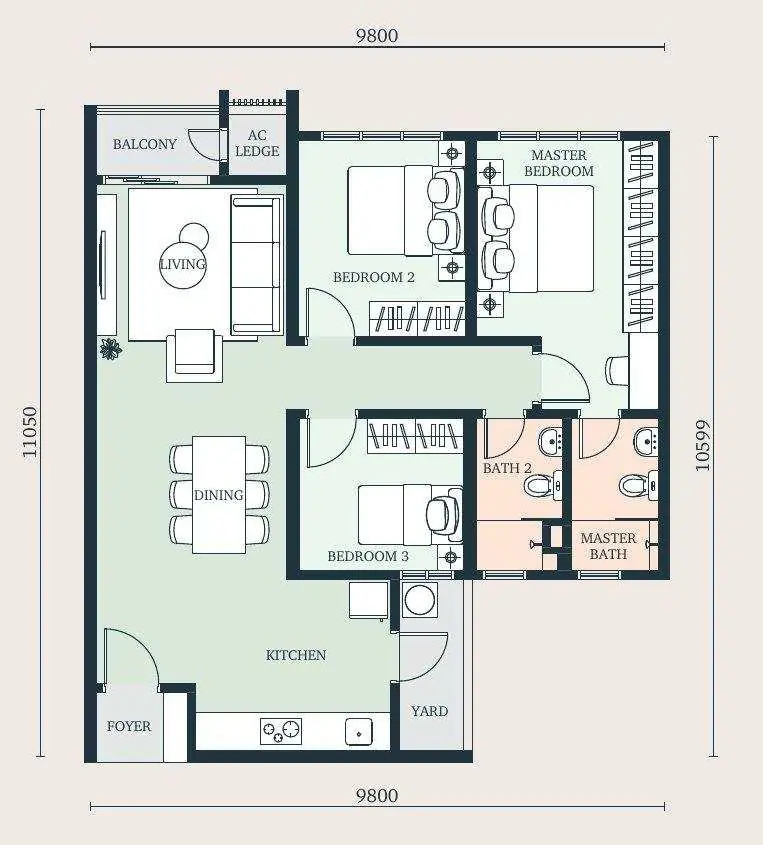 9800
BALCONY
AC
LEDGE
MASTER
BEDROOM
LIVING
BEDROOM 2
11050
10599
DINING
BATH 2
BEDROOM 3
MASTER
BATH
KITCHEN
YARD
FOYER
9800